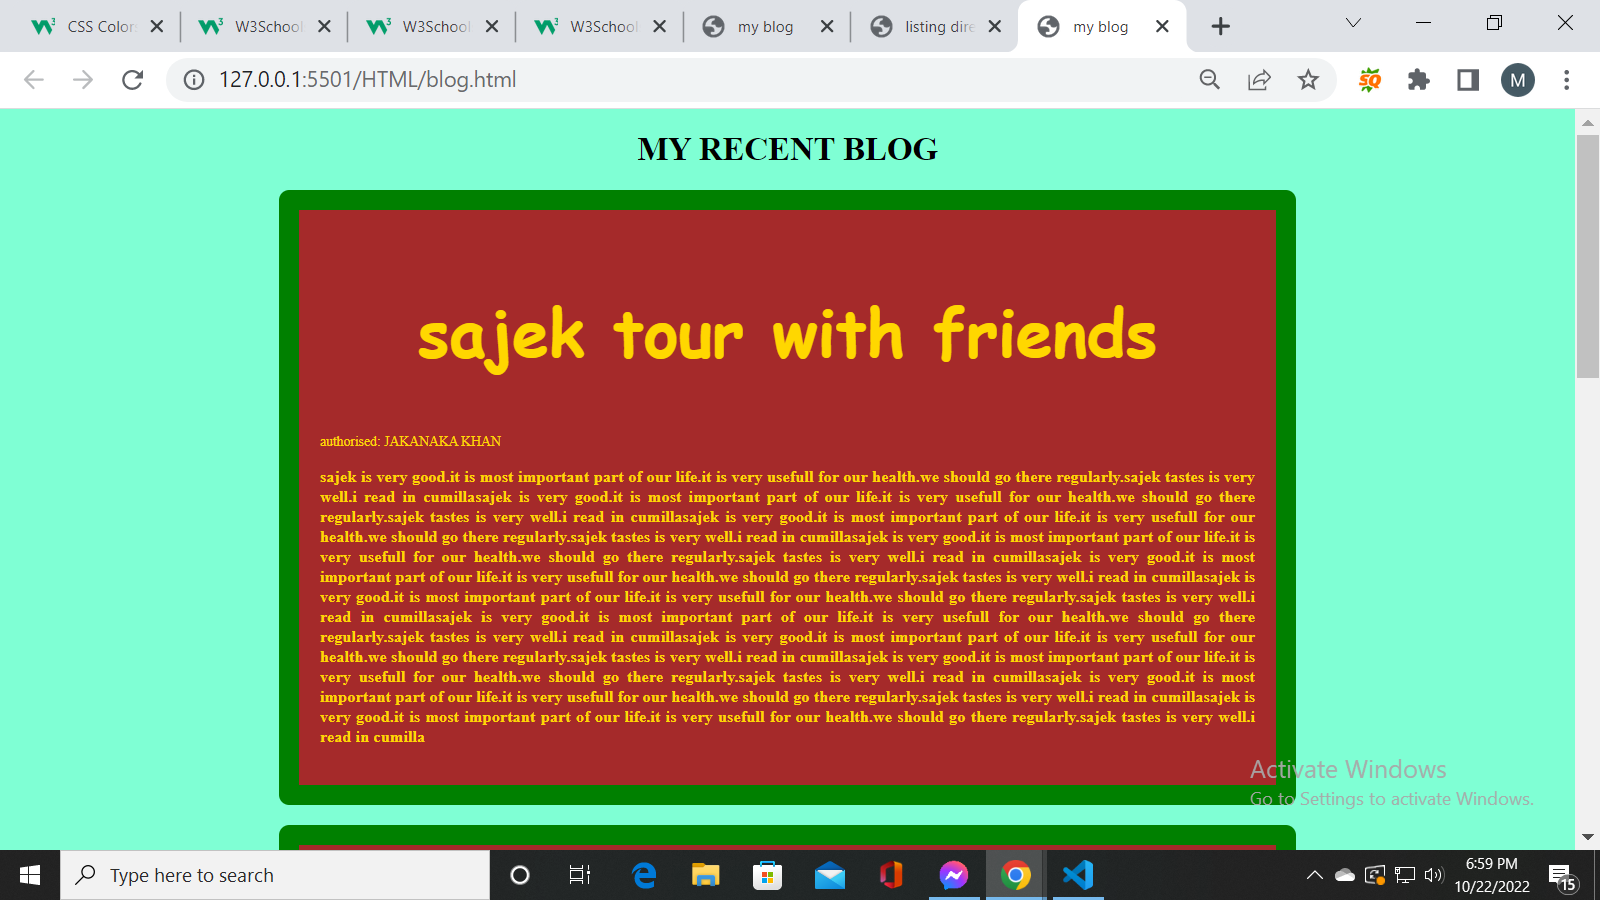 CSS Color
W3School
W3School
W3School
my blog
listing dire
my blog
127.0.0.1:5501/HTML/blog.html
SQ
M
MY RECENT BLOG
sajek tour with friends
authorised: JAKANAKA KHAN
sajek is very good.it is most important part of our life.it is very usefull for our health.we should go there regularly.sajek tastes is very
well.i read in cumillasajek is very good.it is most important part of our life.it is very usefull for our health.we should go there
regularly.sajek tastes is very well.i read in cumillasajek is very good.it is most important part of our life.it is very usefull for our
health.we should go there regularly.sajek tastes is very well.i read in cumillasajek is very good.it is most important part of our life.it is
very usefull for our health.we should go there regularly.sajek tastes is very well.i read in cumillasajek is very good.it is most
important part of our life.it is very usefull for our health.we should go there regularly.sajek tastes is very well.i read in cumillasajek is
very good.it is most important part of our life.it is very usefull for our health.we should go there regularly.sajek tastes is very well.i
read in cumillasajek is very good.it is most important part of our life.it is very usefull for our health.we should go there
regularly.sajek tastes is very well.i read in cumillasajek is very good.it is most important part of our life.it is very usefull for our
health.we should go there regularly.sajek tastes is very well.i read in cumillasajek is very good.it is most important part of our life.it is
very usefull for our health.we should go there regularly.sajek tastes is very well.i read in cumillasajek is very good.it is most
important part of our life.it is very usefull for our health.we should go there regularly.sajek tastes is very well.i read in cumillasajek is
very good.it is most important part of our life.it is very usefull for our health.we should go there regularly.sajek tastes is very well.i
read in cumilla
Activate Windows
Go to Settings to activate Windows.
Type here to search
6:59 PM
10/22/2022
15